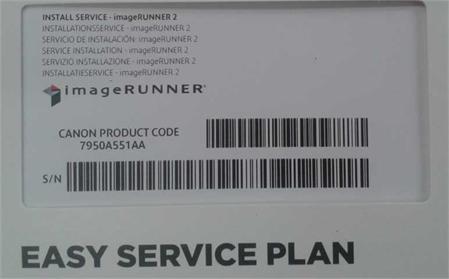 INSTALL SERVICE - imageRUNNER 2
INSTALLATIONSSERVICE - imageRUNNER 2
SERVICIO DE INSTALACIÓN: imageRUNNER 2
SERVICE INSTALLATION - imageRUNNER 2
SERVIZIO INSTALLAZIONE - imageRUNNER 2
INSTALLATIESERVICE - imageRUNNER 2
imageRUNNER®
CANON PRODUCT CODE
7950A551AA
S/N
EASY SERVICE PLAN